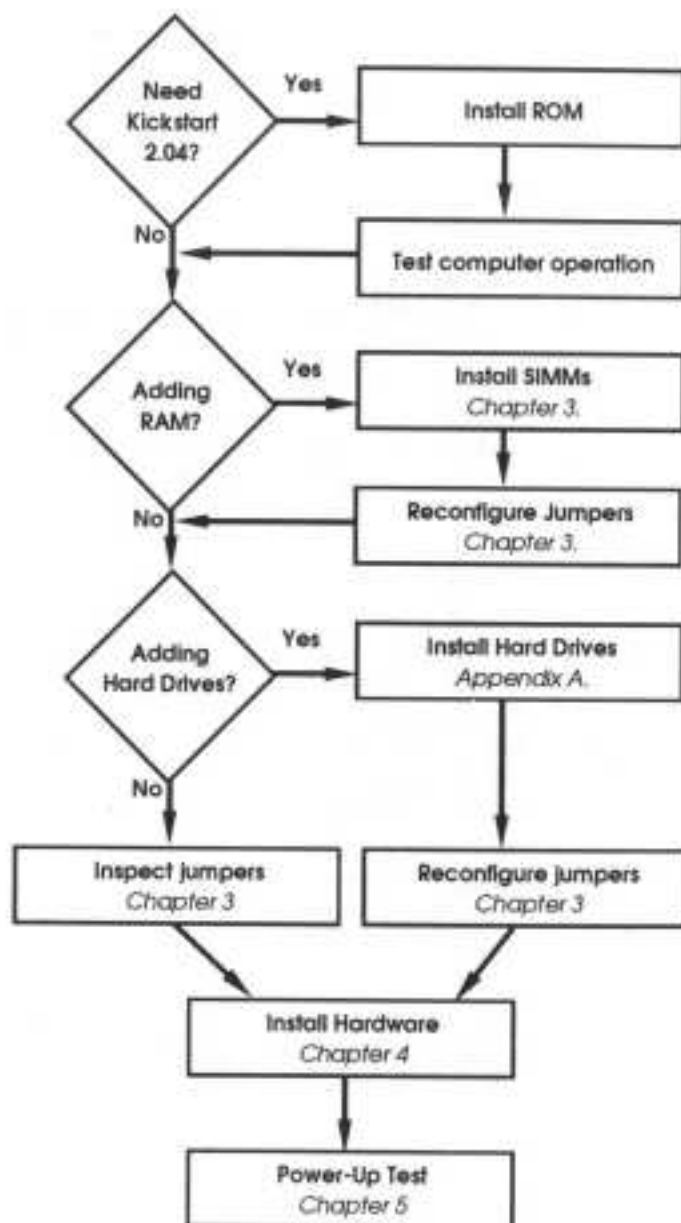 Need
Kickstart
2.04?
Yes
Install ROM
No
Test computer operation
Adding
RAM?
Yes
Install SIMMs
Chapter 3.
No
Reconfigure Jumpers
Chapter 3.
Adding
Hard Drives?
Yes
Install Hard Drives
Appendix A.
No
Inspect jumpers
Chapter 3
Reconfigure jumpers
Chapter 3
Install Hardware
Chapter 4
Power-Up Test
Chapter 5